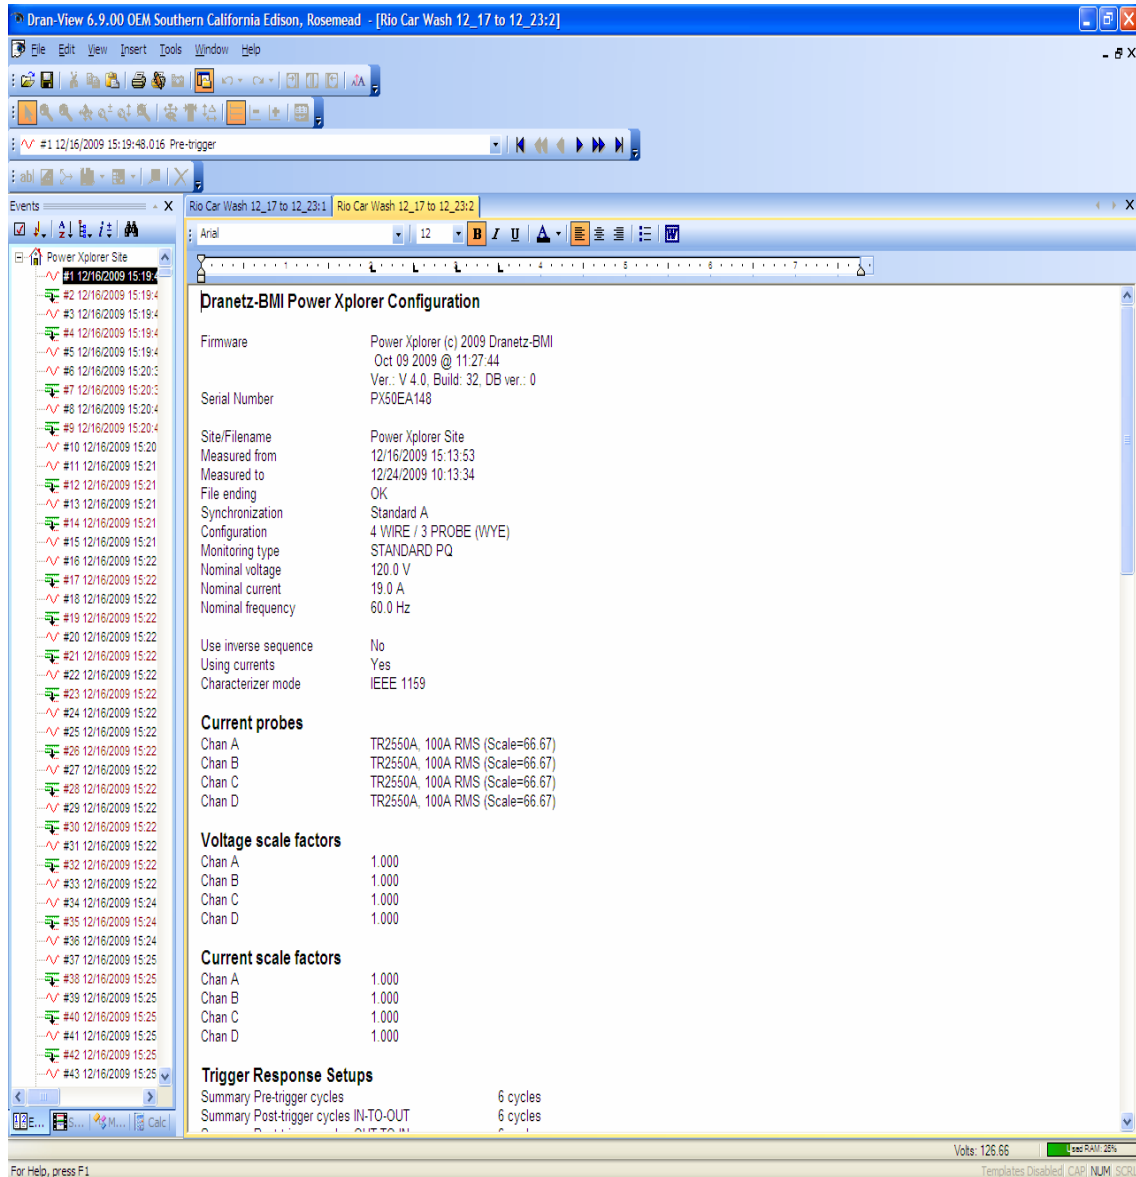 Dran-View 6.9.00 OEM Southern California Edison, Rosemead - [Rio Car Wash 12_17 to 12_23:2]
File Edit View Insert Tools Window Help
#1 12/16/2009 15:19:48.016 Pre-trigger
Events
Rio Car Wash 12_17 to 12_23:1 Rio Car Wash 12_17 to 12_23:2
Arial 12 B I U A
Power Xplorer Site
#1 12/16/2009 15:19:4
#2 12/16/2009 15:19:4
#3 12/16/2009 15:19:4
#4 12/16/2009 15:19:4
#5 12/16/2009 15:19:4
#6 12/16/2009 15:20:3
#7 12/16/2009 15:20:3
#8 12/16/2009 15:20:4
#9 12/16/2009 15:20:4
#10 12/16/2009 15:20
#11 12/16/2009 15:21
#12 12/16/2009 15:21
#13 12/16/2009 15:21
#14 12/16/2009 15:21
#15 12/16/2009 15:21
#16 12/16/2009 15:22
#17 12/16/2009 15:22
#18 12/16/2009 15:22
#19 12/16/2009 15:22
#20 12/16/2009 15:22
#21 12/16/2009 15:22
#22 12/16/2009 15:22
#23 12/16/2009 15:22
#24 12/16/2009 15:22
#25 12/16/2009 15:22
#26 12/16/2009 15:22
#27 12/16/2009 15:22
#28 12/16/2009 15:22
#29 12/16/2009 15:22
#30 12/16/2009 15:22
#31 12/16/2009 15:22
#32 12/16/2009 15:22
#33 12/16/2009 15:22
#34 12/16/2009 15:24
#35 12/16/2009 15:24
#36 12/16/2009 15:24
#37 12/16/2009 15:25
#38 12/16/2009 15:25
#39 12/16/2009 15:25
#40 12/16/2009 15:25
#41 12/16/2009 15:25
#42 12/16/2009 15:25
#43 12/16/2009 15:25
E... S... M... Calc
1 2 3 4 5 6 7
Dranetz-BMI Power Xplorer Configuration
Firmware Power Xplorer (c) 2009 Dranetz-BMI
Oct 09 2009 @ 11:27:44
Ver.: V 4.0, Build: 32, DB ver.: 0
Serial Number PX50EA148
Site/Filename Power Xplorer Site
Measured from 12/16/2009 15:13:53
Measured to 12/24/2009 10:13:34
File ending OK
Synchronization Standard A
Configuration 4 WIRE / 3 PROBE (WYE)
Monitoring type STANDARD PQ
Nominal voltage 120.0 V
Nominal current 19.0 A
Nominal frequency 60.0 Hz
Use inverse sequence No
Using currents Yes
Characterizer mode IEEE 1159
Current probes
Chan A TR2550A, 100A RMS (Scale=66.67)
Chan B TR2550A, 100A RMS (Scale=66.67)
Chan C TR2550A, 100A RMS (Scale=66.67)
Chan D TR2550A, 100A RMS (Scale=66.67)
Voltage scale factors
Chan A 1.000
Chan B 1.000
Chan C 1.000
Chan D 1.000
Current scale factors
Chan A 1.000
Chan B 1.000
Chan C 1.000
Chan D 1.000
Trigger Response Setups
Summary Pre-trigger cycles 6 cycles
Summary Post-trigger cycles IN-TO-OUT 6 cycles
Volts: 126.66 Used RAM: 25%
For Help, press F1 Templates Disabled CAP NUM SCRL